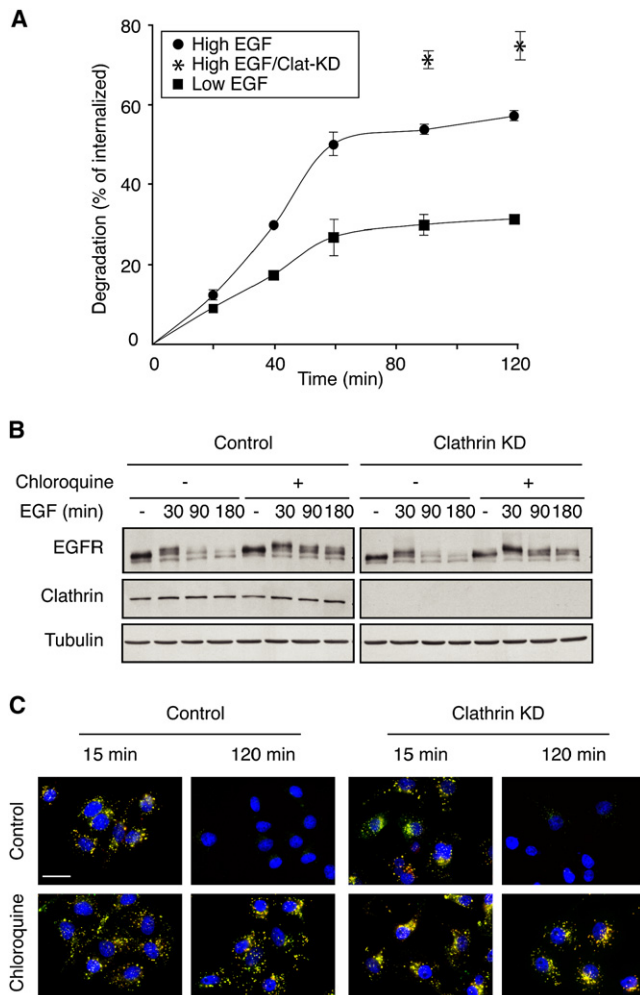 A
High EGF
High EGF/Clat-KD
Low EGF
Degradation (% of internalized)
80
60
40
20
0
0 40 80 120
Time (min)
B
Control Clathrin KD
Chloroquine - + - +
EGF (min) - 30 90 180 - 30 90 180 - 30 90 180 - 30 90 180
EGFR
Clathrin
Tubulin
C
Control Clathrin KD
15 min 120 min 15 min 120 min
Control
Chloroquine